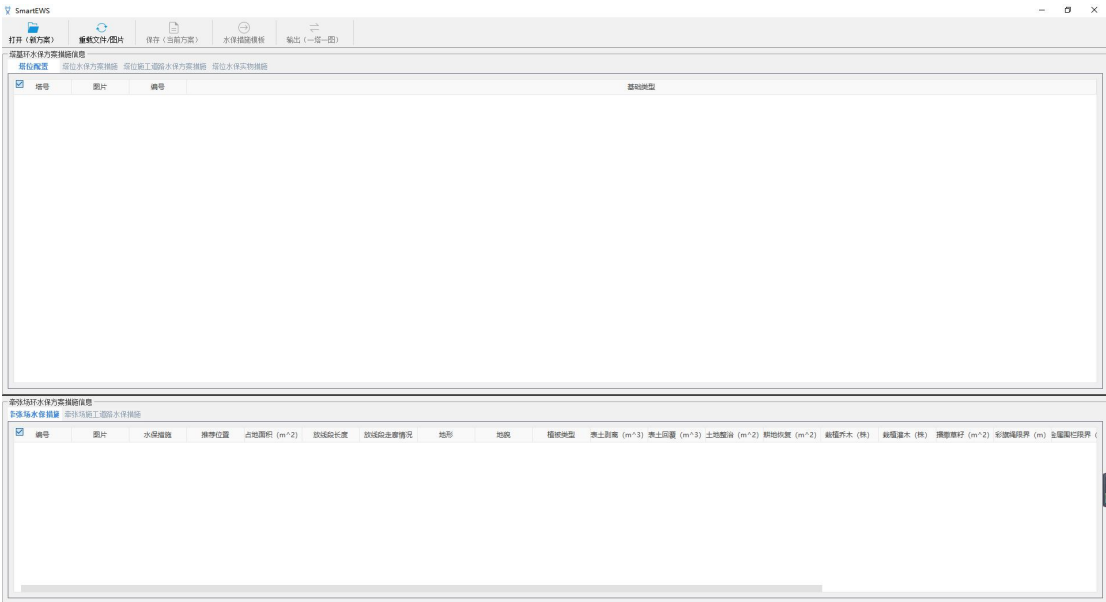 SmartEWS
打开（新方案） 重载文件/图片 保存（当前方案） 水保措施模板 输出（一塔一图）
塔基环水保方案措施信息
塔位配置 塔位水保方案措施 塔位施工道路水保方案措施 塔位水保实物措施
塔号 图片 编号 基础类型
牵张场环水保方案措施信息
牵张场水保措施 牵张场施工道路水保措施
编号 图片 水保措施 推荐位置 占地面积（m^2） 放线段长度 放线段走廊情况 地形 地貌 植被类型 表土剥离（m^3） 表土回覆（m^3） 土地整治（m^2） 耕地恢复（m^2） 栽植乔木（株） 栽植灌木（株） 播撒草籽（m^2） 彩旗绳限界（m） 金属围栏限界（